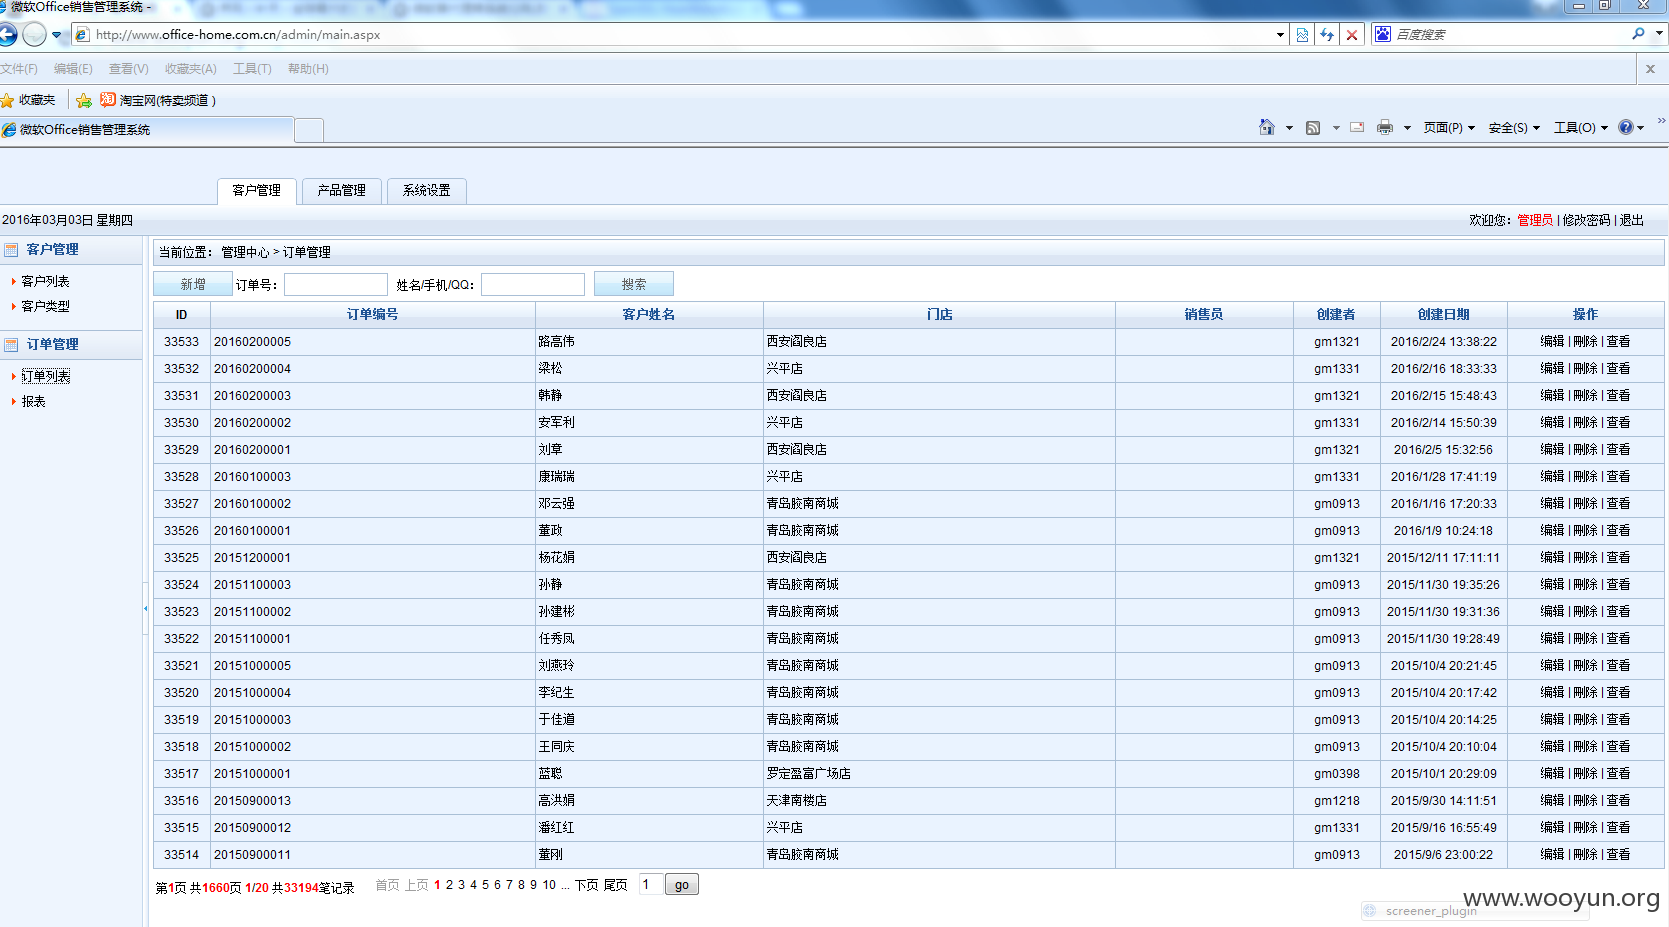 微软Office销售管理系统 -
http://www.office-home.com.cn/admin/main.aspx
百度搜索
文件(F) 编辑(E) 查看(V) 收藏夹(A) 工具(T) 帮助(H)
x
收藏夹 淘 淘宝网(特卖频道 )
微软Office销售管理系统
页面(P) 安全(S) 工具(O)
客户管理 产品管理 系统设置
2016年03月03日 星期四
欢迎您： 管理员 | 修改密码 | 退出
客户管理
客户列表
客户类型
订单管理
订单列表
报表
当前位置： 管理中心 > 订单管理
新增 订单号： 姓名/手机/QQ： 搜索
ID 订单编号 客户姓名 门店 销售员 创建者 创建日期 操作
33533 20160200005 路高伟 西安阎良店 gm1321 2016/2/24 13:38:22 编辑 | 删除 | 查看
33532 20160200004 梁松 兴平店 gm1331 2016/2/16 18:33:33 编辑 | 删除 | 查看
33531 20160200003 韩静 西安阎良店 gm1321 2016/2/15 15:48:43 编辑 | 删除 | 查看
33530 20160200002 安军利 兴平店 gm1331 2016/2/14 15:50:39 编辑 | 删除 | 查看
33529 20160200001 刘章 西安阎良店 gm1321 2016/2/5 15:32:56 编辑 | 删除 | 查看
33528 20160100003 康瑞瑞 兴平店 gm1331 2016/1/28 17:41:19 编辑 | 删除 | 查看
33527 20160100002 邓云强 青岛胶南商城 gm0913 2016/1/16 17:20:33 编辑 | 删除 | 查看
33526 20160100001 董政 青岛胶南商城 gm0913 2016/1/9 10:24:18 编辑 | 删除 | 查看
33525 20151200001 杨花娟 西安阎良店 gm1321 2015/12/11 17:11:11 编辑 | 删除 | 查看
33524 20151100003 孙静 青岛胶南商城 gm0913 2015/11/30 19:35:26 编辑 | 删除 | 查看
33523 20151100002 孙建彬 青岛胶南商城 gm0913 2015/11/30 19:31:36 编辑 | 删除 | 查看
33522 20151100001 任秀凤 青岛胶南商城 gm0913 2015/11/30 19:28:49 编辑 | 删除 | 查看
33521 20151000005 刘燕玲 青岛胶南商城 gm0913 2015/10/4 20:21:45 编辑 | 删除 | 查看
33520 20151000004 李纪生 青岛胶南商城 gm0913 2015/10/4 20:17:42 编辑 | 删除 | 查看
33519 20151000003 于佳道 青岛胶南商城 gm0913 2015/10/4 20:14:25 编辑 | 删除 | 查看
33518 20151000002 王同庆 青岛胶南商城 gm0913 2015/10/4 20:10:04 编辑 | 删除 | 查看
33517 20151000001 蓝聪 罗定盈富广场店 gm0398 2015/10/1 20:29:09 编辑 | 删除 | 查看
33516 20150900013 高洪娟 天津南楼店 gm1218 2015/9/30 14:11:51 编辑 | 删除 | 查看
33515 20150900012 潘红红 兴平店 gm1331 2015/9/16 16:55:49 编辑 | 删除 | 查看
33514 20150900011 董刚 青岛胶南商城 gm0913 2015/9/6 23:00:22 编辑 | 删除 | 查看
第1页 共1660页 1/20 共33194笔记录 首页 上页 1 2 3 4 5 6 7 8 9 10 ... 下页 尾页 1 go
www.wooyun.org
screener_plugin